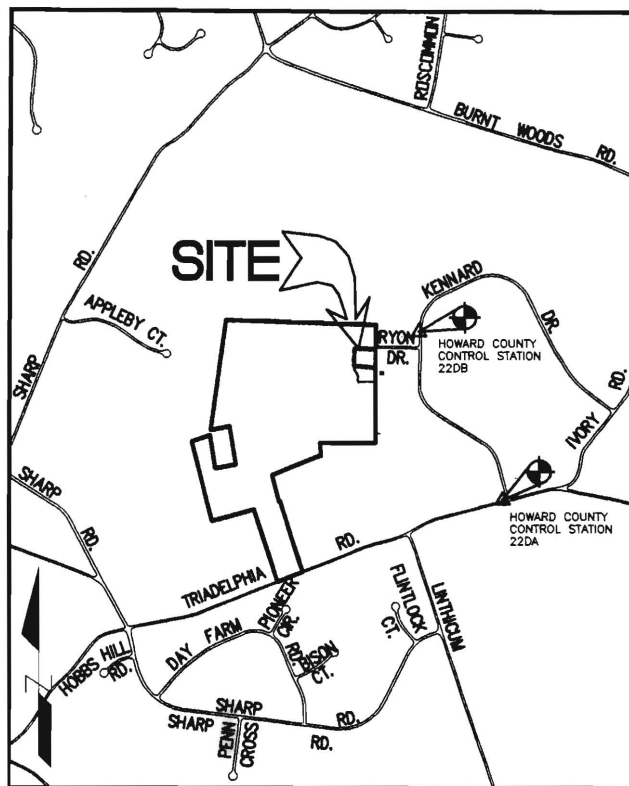 ROSCOMMON
BURNT WOODS RD.
SHARP RD.
SITE
APPLEBY CT.
RYON DR.
KENNARD DR.
HOWARD COUNTY
CONTROL STATION
22DB
IVORY RD.
SHARP RD.
HOWARD COUNTY
CONTROL STATION
22DA
TRIADELPHIA RD.
LINTHICUM
FLINTLOCK CT.
PIONEER CIR.
DAY FARM RD.
BISON CT.
HOBBS HILL RD.
SHARP
SHARP RD.
RD.
PENN CROSS
N